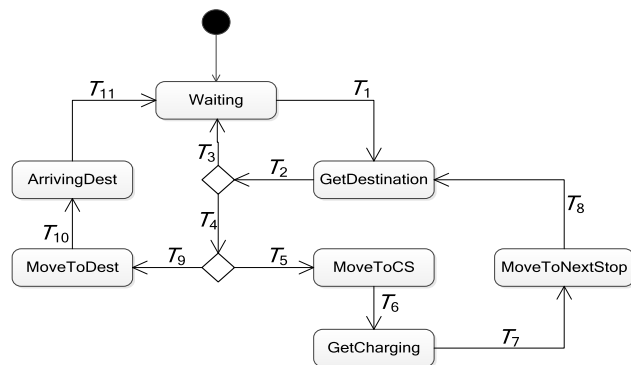 T11
Waiting
T1
T3
T2
ArrivingDest
GetDestination
T4
T8
T10
T9
T5
MoveToDest
MoveToCS
MoveToNextStop
T6
GetCharging
T7